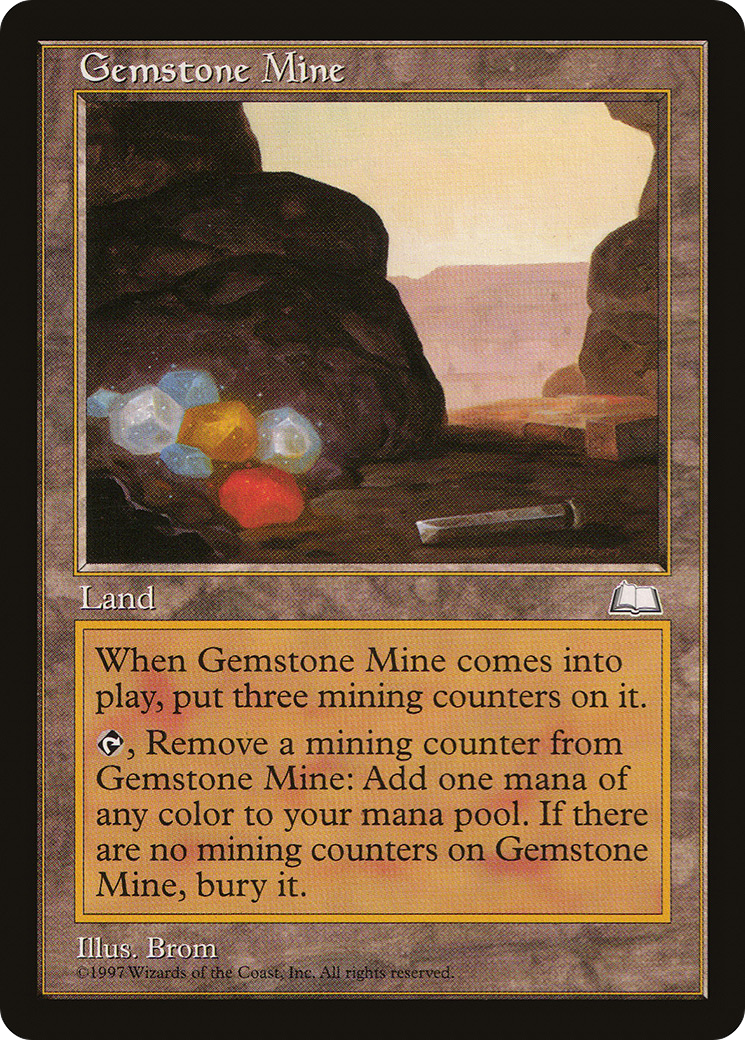 Gemstone Mine
Land
When Gemstone Mine comes into
play, put three mining counters on it.
, Remove a mining counter from
Gemstone Mine: Add one mana of
any color to your mana pool. If there
are no mining counters on Gemstone
Mine, bury it.
Illus. Brom
©1997 Wizards of the Coast, Inc. All rights reserved.